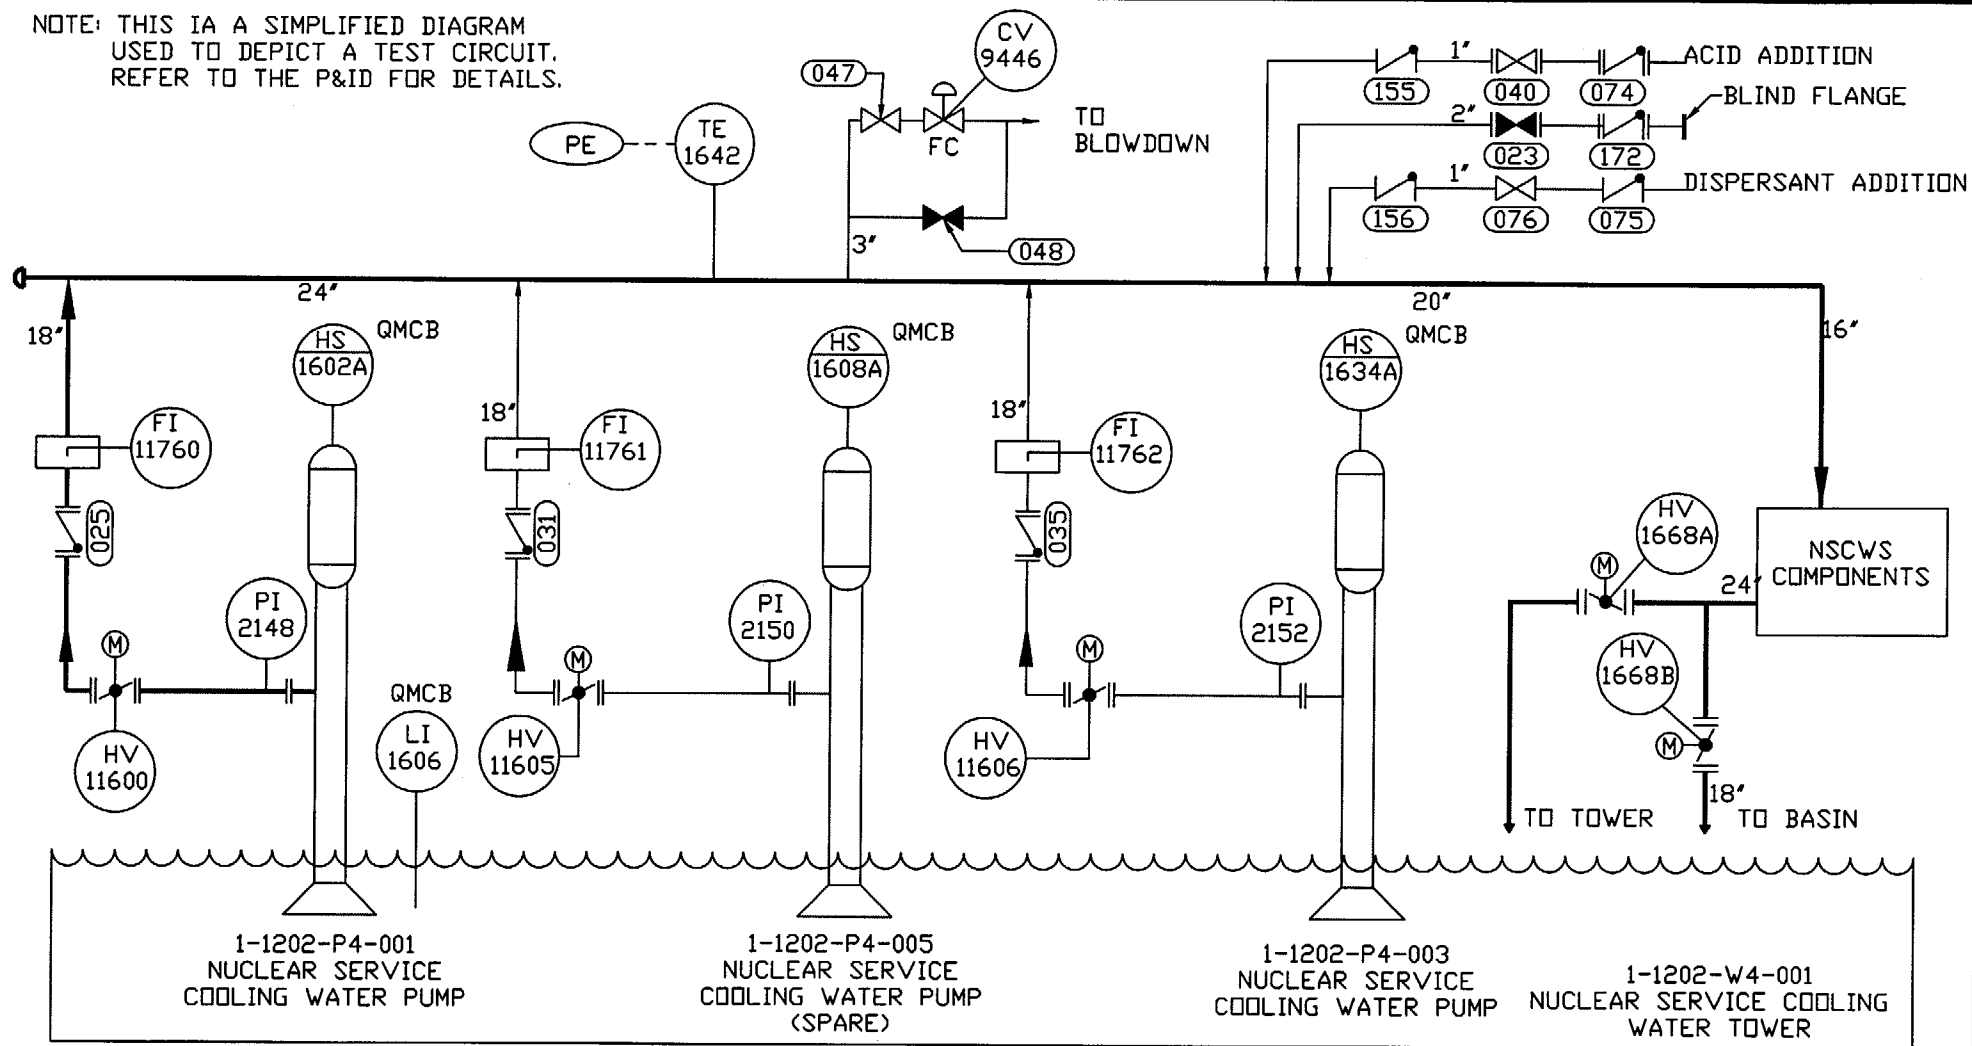 NOTE: THIS IA A SIMPLIFIED DIAGRAM
USED TO DEPICT A TEST CIRCUIT.
REFER TO THE P&ID FOR DETAILS.
CV
9446
047
FC
TO
BLOWDOWN
048
3"
PE
TE
1642
1"
ACID ADDITION
155
040
074
BLIND FLANGE
2"
023
172
1"
DISPERSANT ADDITION
156
076
075
24"
20"
16"
18"
HS
1602A
QMCB
FI
11760
025
PI
2148
M
HV
11600
QMCB
LI
1606
18"
HS
1608A
QMCB
FI
11761
031
PI
2150
M
HV
11605
18"
HS
1634A
QMCB
FI
11762
035
PI
2152
M
HV
11606
HV
1668A
M
24"
NSCWS
COMPONENTS
HV
1668B
M
18"
TO TOWER
TO BASIN
1-1202-P4-001
NUCLEAR SERVICE
COOLING WATER PUMP
1-1202-P4-005
NUCLEAR SERVICE
COOLING WATER PUMP
(SPARE)
1-1202-P4-003
NUCLEAR SERVICE
COOLING WATER PUMP
1-1202-W4-001
NUCLEAR SERVICE COOLING
WATER TOWER